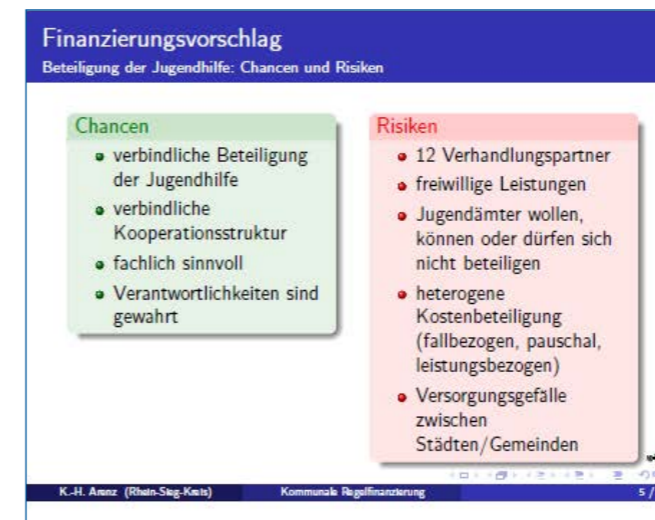 Finanzierungsvorschlag
Beteiligung der Jugendhilfe: Chancen und Risiken
Chancen
verbindliche Beteiligung
der Jugendhilfe
verbindliche
Kooperationsstruktur
fachlich sinnvoll
Verantwortlichkeiten sind
gewahrt
Risiken
12 Verhandlungspartner
freiwillige Leistungen
Jugendämter wollen,
können oder dürfen sich
nicht beteiligen
heterogene
Kostenbeteiligung
(fallbezogen, pauschal,
leistungsbezogen)
Versorgungsgefälle
zwischen
Städten/Gemeinden
K.-H. Arenz (Rhein-Sieg-Kreis) Kommunale Regelfinanzierung 5 /